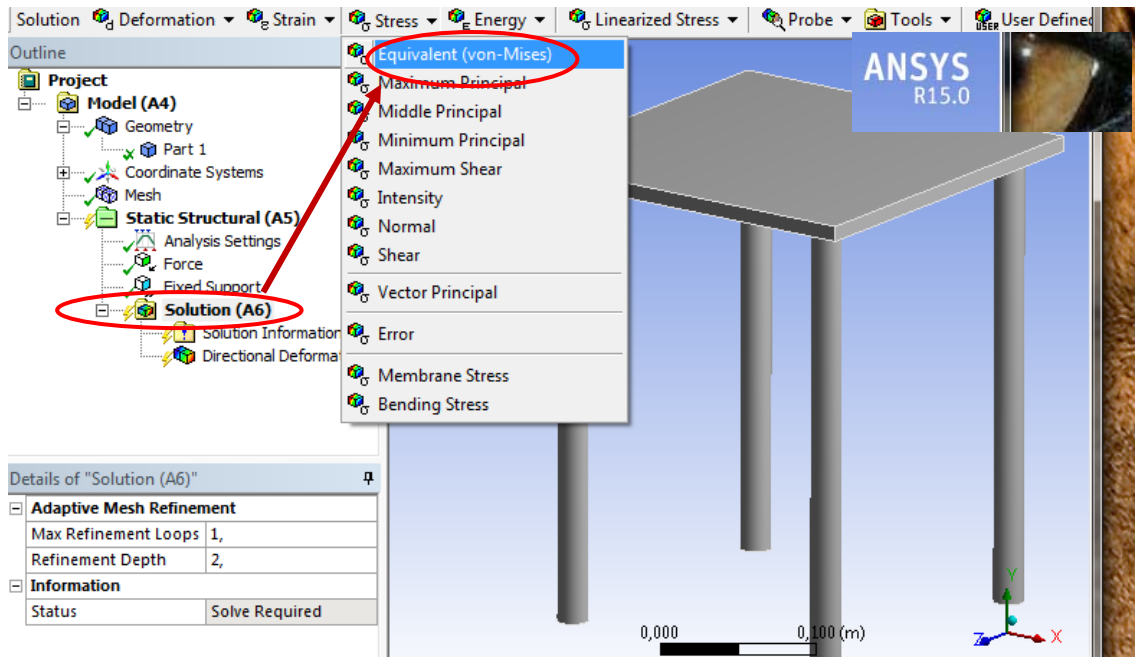 Solution Deformation Strain Stress Energy Linearized Stress Probe Tools User Defined
Outline
Project
Model (A4)
Geometry
Part 1
Coordinate Systems
Mesh
Static Structural (A5)
Analysis Settings
Force
Fixed Support
Solution (A6)
Solution Information
Directional Deformat
Equivalent (von-Mises)
Maximum Principal
Middle Principal
Minimum Principal
Maximum Shear
Intensity
Normal
Shear
Vector Principal
Error
Membrane Stress
Bending Stress
ANSYS
R15.0
Details of "Solution (A6)"
Adaptive Mesh Refinement
Max Refinement Loops 1,
Refinement Depth 2,
Information
Status Solve Required
0,000 0,100 (m)
Y
Z X